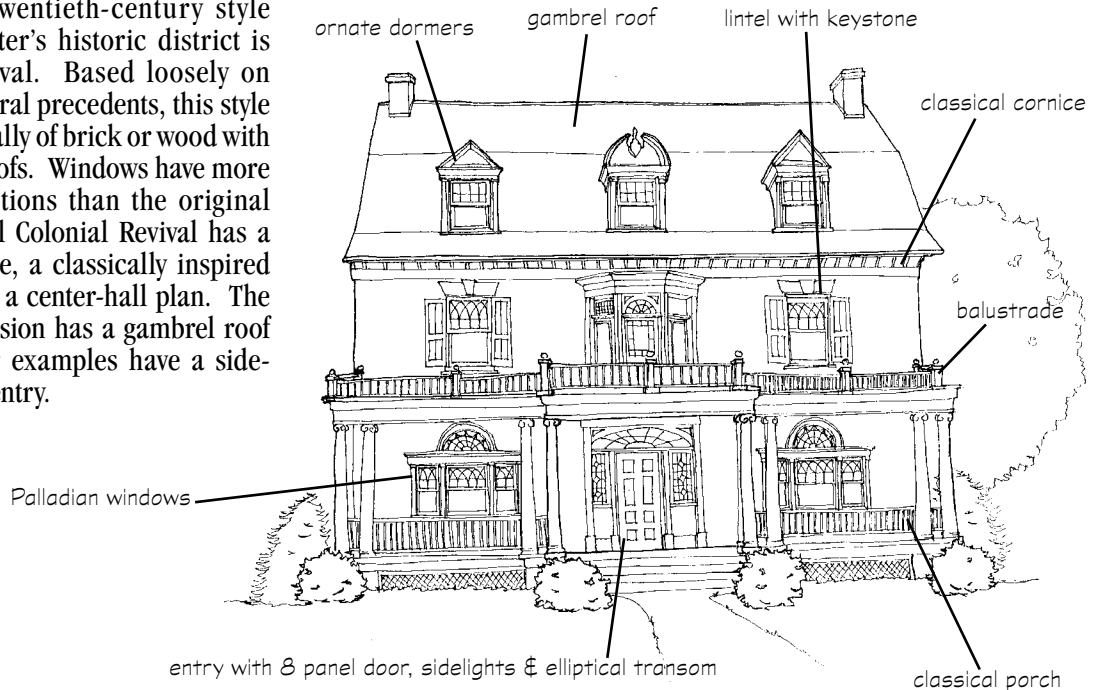 wentieth-century style
ter's historic district is
val. Based loosely on
ral precedents, this style
ally of brick or wood with
ofs. Windows have more
tions than the original
l Colonial Revival has a
e, a classically inspired
a center-hall plan. The
sion has a gambrel roof
r examples have a side-
entry.
ornate dormers
gambrel roof
lintel with keystone
classical cornice
balustrade
Palladian windows
entry with 8 panel door, sidelights & elliptical transom
classical porch